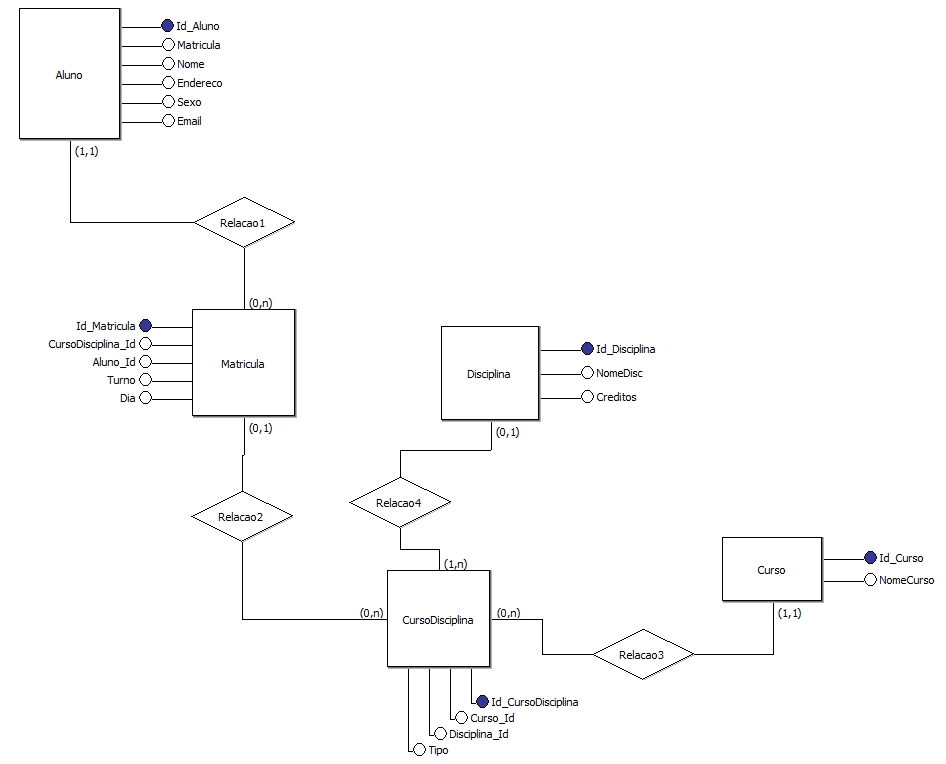 Aluno
Id_Aluno
Matricula
Nome
Endereco
Sexo
Email
(1,1)
Relacao1
(0,n)
Matricula
Id_Matricula
CursoDisciplina_Id
Aluno_Id
Turno
Dia
(0,1)
Disciplina
Id_Disciplina
NomeDisc
Creditos
(0,1)
Relacao2
Relacao4
(1,n)
Curso
Id_Curso
NomeCurso
(1,1)
(0,n)
CursoDisciplina
(0,n)
Relacao3
Id_CursoDisciplina
Curso_Id
Disciplina_Id
Tipo